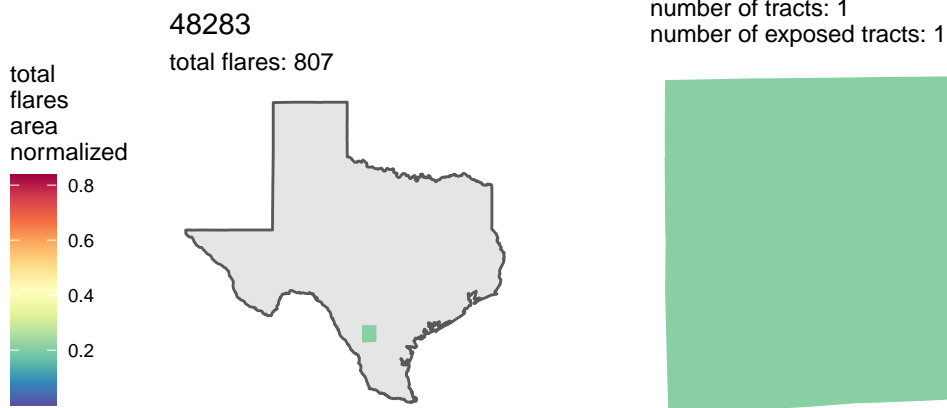 48283
total flares: 807
number of tracts: 1
number of exposed tracts: 1
total
flares
area
normalized
0.8
0.6
0.4
0.2